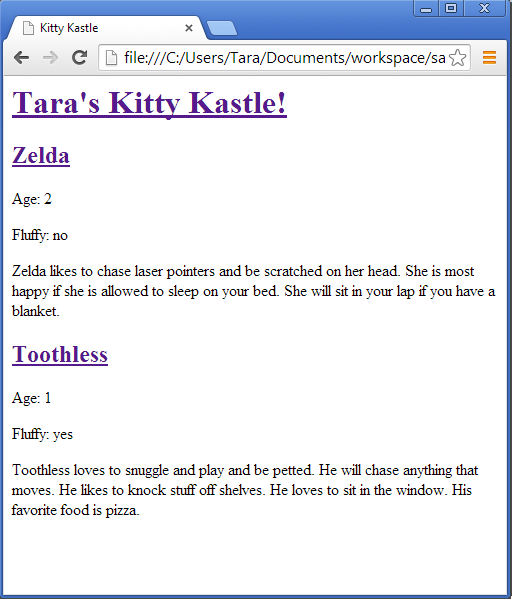 Kitty Kastle
file:///C:/Users/Tara/Documents/workspace/sa
Tara's Kitty Kastle!
Zelda
Age: 2
Fluffy: no
Zelda likes to chase laser pointers and be scratched on her head. She is most
happy if she is allowed to sleep on your bed. She will sit in your lap if you have a
blanket.
Toothless
Age: 1
Fluffy: yes
Toothless loves to snuggle and play and be petted. He will chase anything that
moves. He likes to knock stuff off shelves. He loves to sit in the window. His
favorite food is pizza.